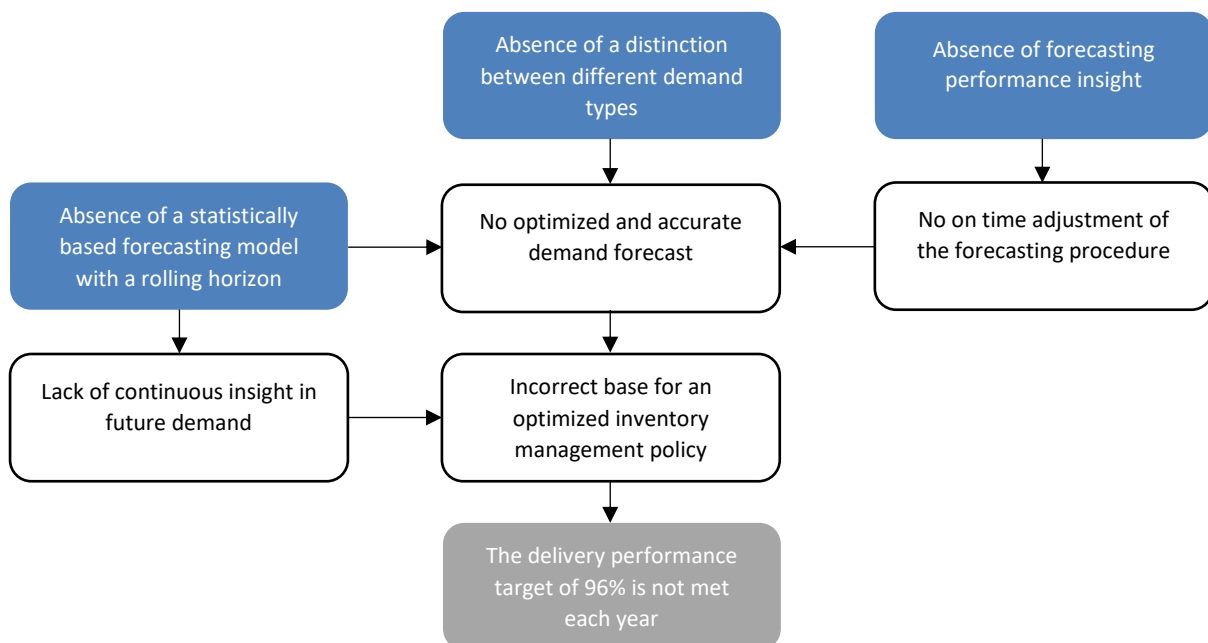 Absence of a distinction
between different demand
types
Absence of forecasting
performance insight
Absence of a statistically
based forecasting model
with a rolling horizon
No optimized and accurate
demand forecast
No on time adjustment of
the forecasting procedure
Lack of continuous insight in
future demand
Incorrect base for an
optimized inventory
management policy
The delivery performance
target of 96% is not met
each year